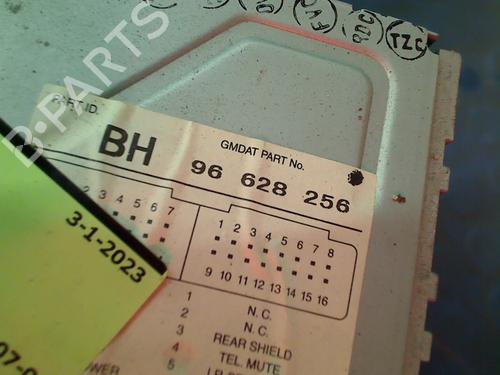 TZC
B-PARTS
PART ID.
BH
GMDAT PART No.
96 628 256
2 3 4 5 6 7
1 2 3 4 5 6 7 8
9 10 11 12 13 14 15 16
3-1-2023
1 N.C.
2 N.C.
3 REAR SHIELD
4 TEL. MUTE
5